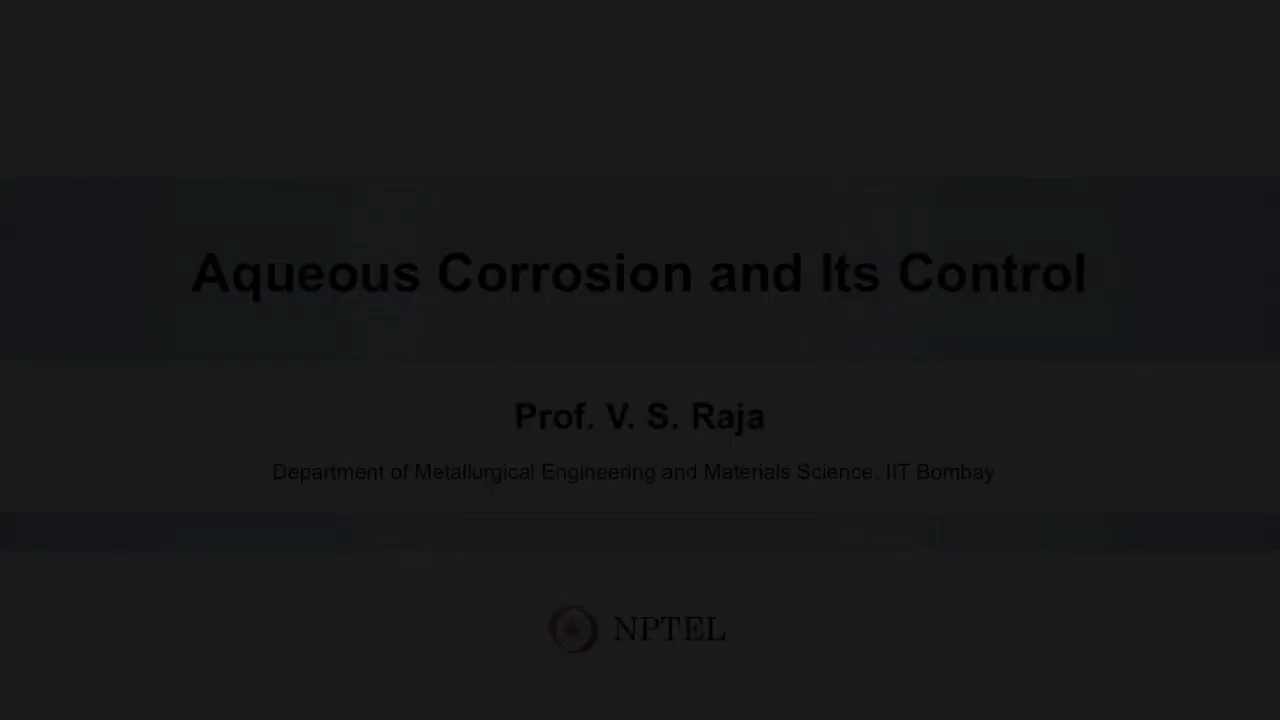 Aqueous Corrosion and Its Control
Prof. V. S. Raja
Department of Metallurgical Engineering and Materials Science, IIT Bombay
NPTEL